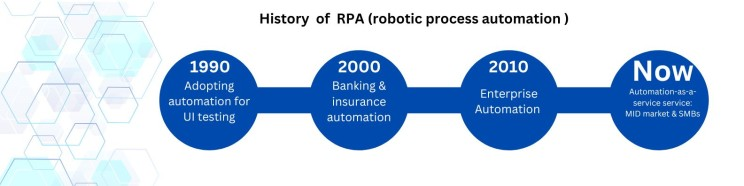 History of RPA (robotic process automation )
1990
Adopting
automation for
UI testing
2000
Banking &
insurance
automation
2010
Enterprise
Automation
Now
Automation-as-a-
service service:
MID market & SMBs